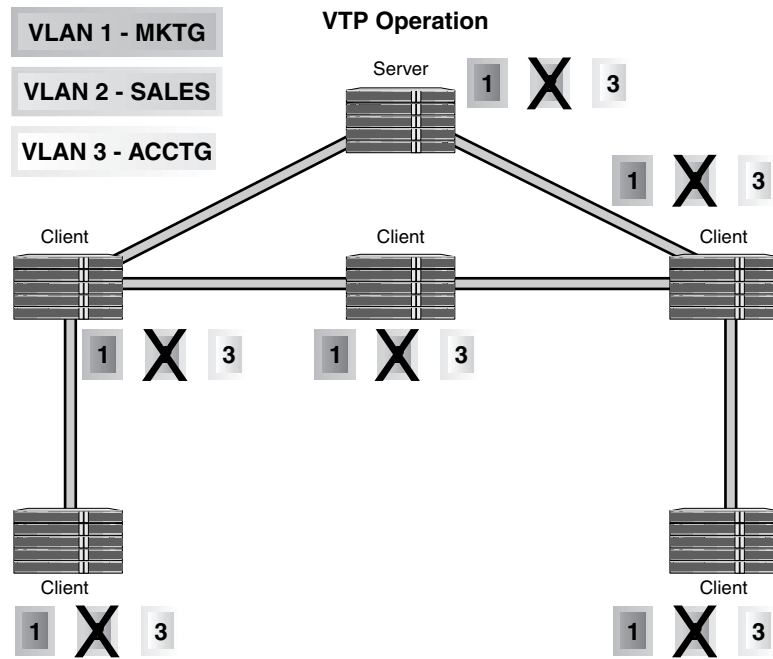 VTP Operation
VLAN 1 - MKTG
VLAN 2 - SALES
VLAN 3 - ACCTG
Server
1 X 3
1 X 3
Client
Client
Client
1 X 3
1 X 3
Client
Client
1 X 3
1 X 3